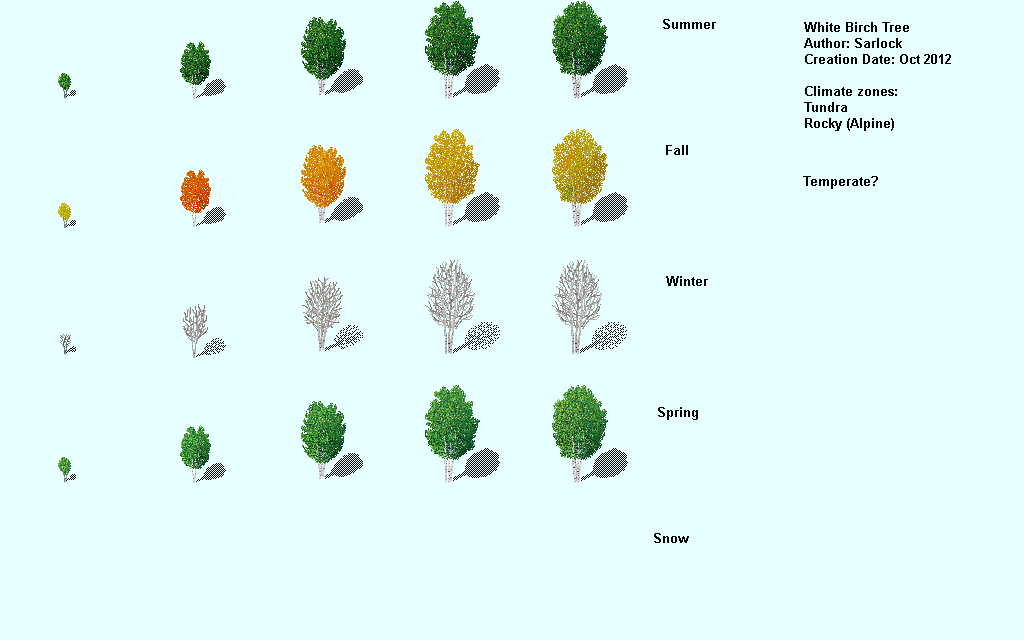 Summer
White Birch Tree
Author: Sarlock
Creation Date: Oct 2012
Climate zones:
Tundra
Rocky (Alpine)
Fall
Temperate?
Winter
Spring
Snow